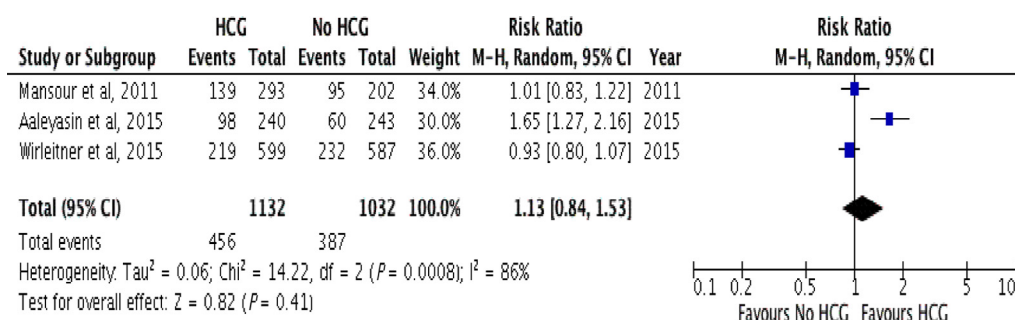 HCG No HCG Risk Ratio Risk Ratio
Study or Subgroup Events Total Events Total Weight M-H, Random, 95% CI Year M-H, Random, 95% CI
Mansour et al, 2011 139 293 95 202 34.0% 1.01 [0.83, 1.22] 2011
Aaleyasin et al, 2015 98 240 60 243 30.0% 1.65 [1.27, 2.16] 2015
Wirleitner et al, 2015 219 599 232 587 36.0% 0.93 [0.80, 1.07] 2015
Total (95% CI) 1132 1032 100.0% 1.13 [0.84, 1.53]
Total events 456 387
Heterogeneity: Tau² = 0.06; Chi² = 14.22, df = 2 (P = 0.0008); I² = 86%
Test for overall effect: Z = 0.82 (P = 0.41)
0.1 0.2 0.5 1 2 5 10
Favours No HCG Favours HCG